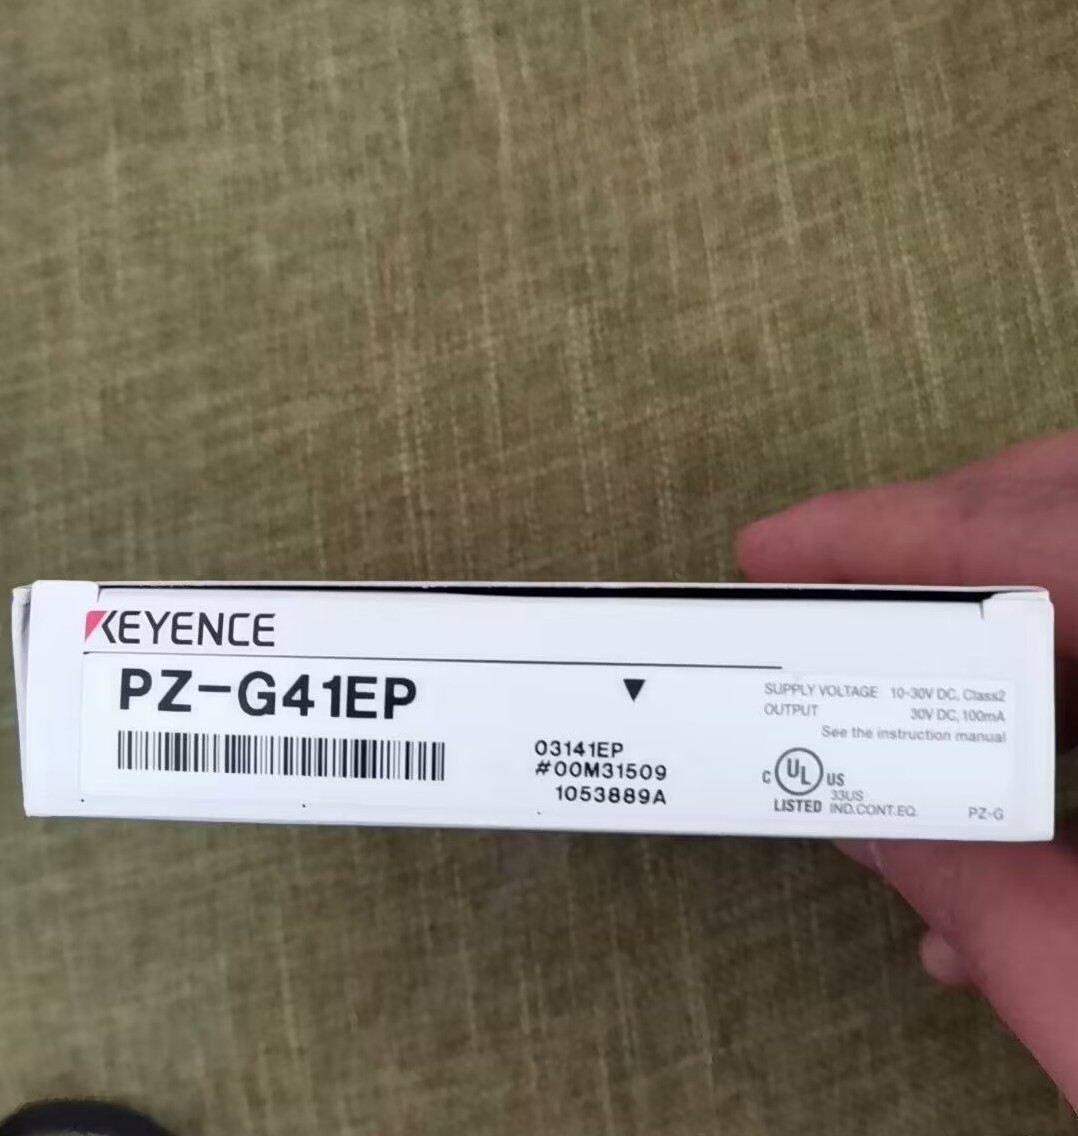 KEYENCE
PZ-G41EP
03141EP
#00M31509
1053889A
SUPPLY VOLTAGE 10-30V DC, Class2
OUTPUT 30V DC, 100mA
See the instruction manual
C UL US
LISTED 33US IND.CONT.EQ.
PZ-G